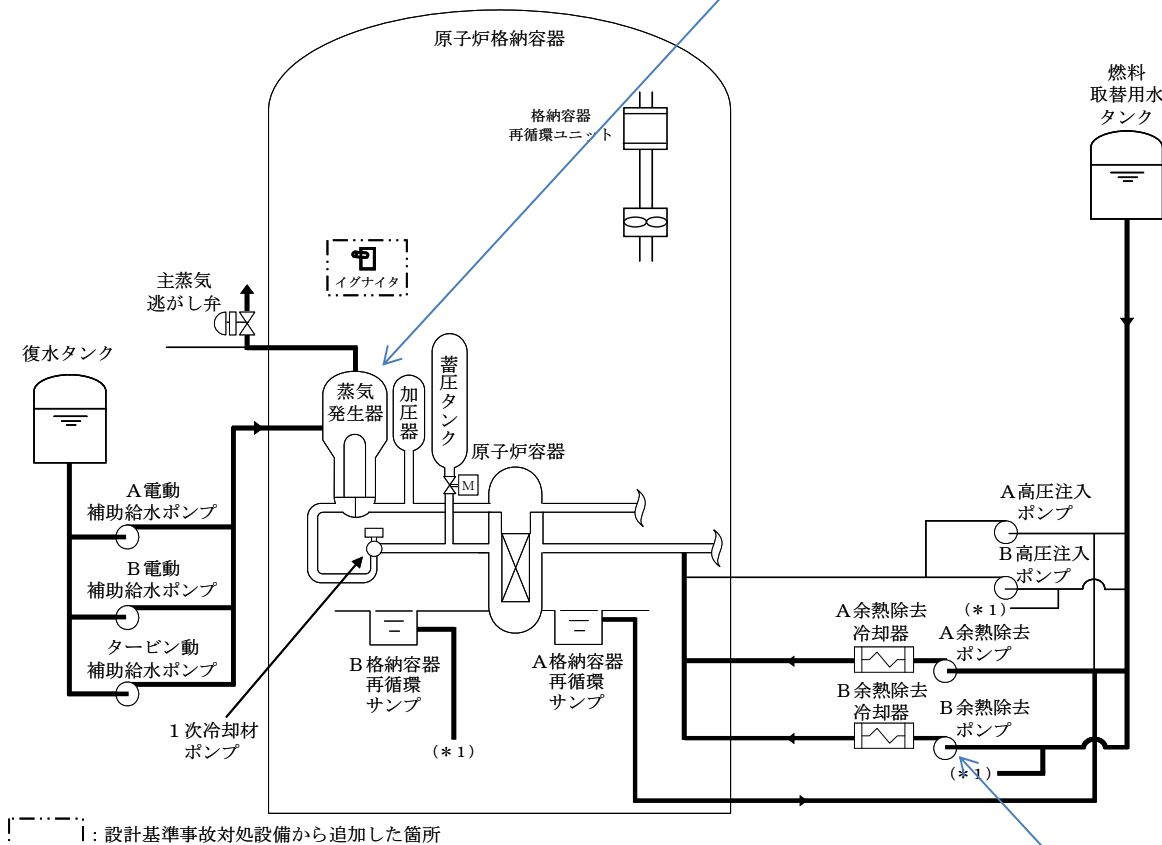 原子炉格納容器
燃料
取替用水
タンク
格納容器
再循環ユニット
イグナイタ
主蒸気
逃がし弁
復水タンク
蒸気
発生器
加圧器
蓄圧タンク
原子炉容器
M
A電動
補助給水ポンプ
B電動
補助給水ポンプ
タービン動
補助給水ポンプ
1次冷却材
ポンプ
B格納容器
再循環
サンプ
(*1)
A格納容器
再循環
サンプ
A高圧注入
ポンプ
B高圧注入
ポンプ
(*1)
A余熱除去
冷却器
A余熱除去
ポンプ
B余熱除去
冷却器
B余熱除去
ポンプ
(*1)
:設計基準事故対処設備から追加した箇所